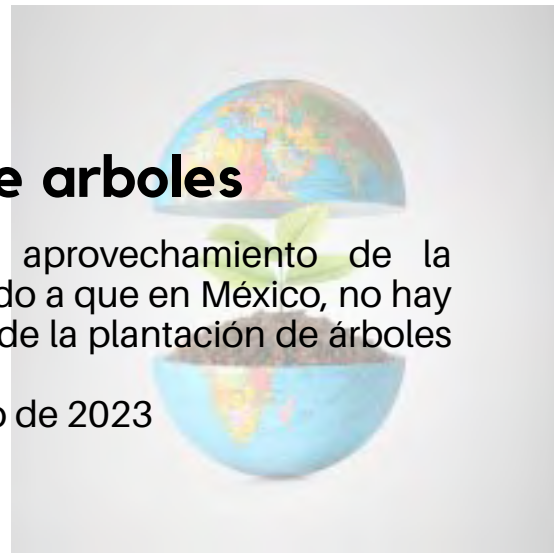 e arboles
aprovechamiento de la
do a que en México, no hay
de la plantación de árboles
o de 2023